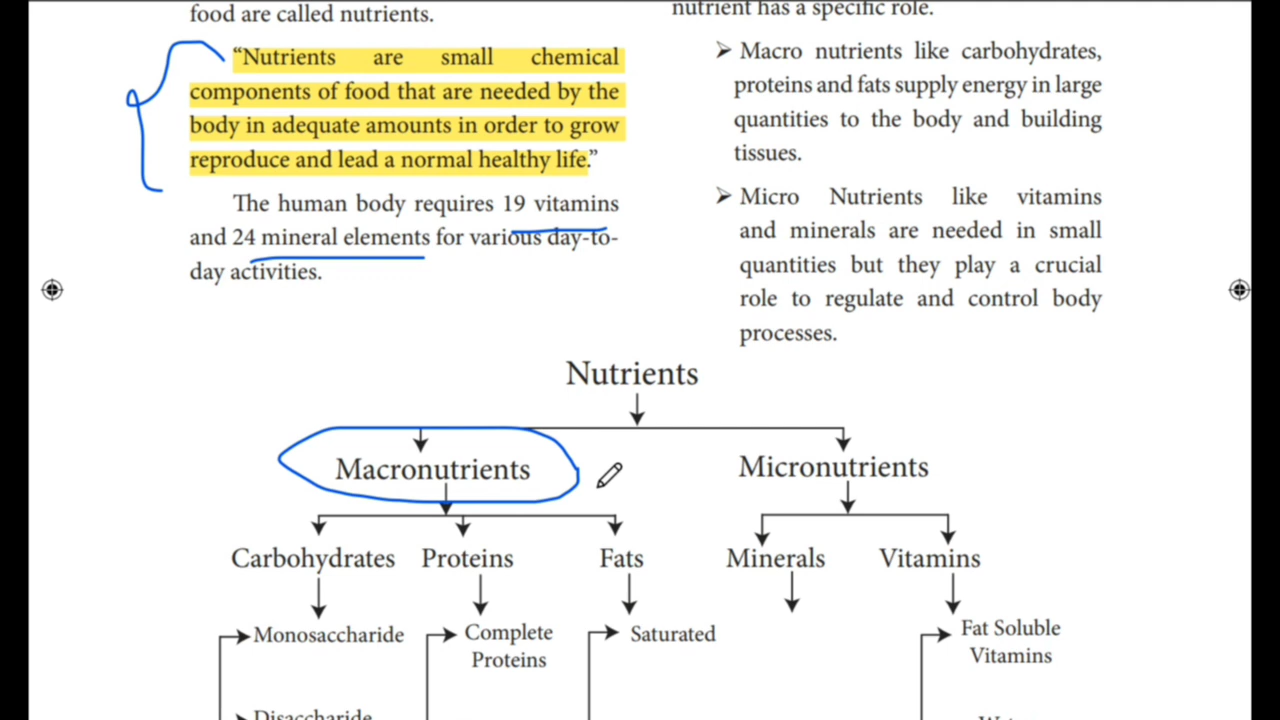 food are called nutrients.
“Nutrients are small chemical
components of food that are needed by the
body in adequate amounts in order to grow
reproduce and lead a normal healthy life.”
The human body requires 19 vitamins
and 24 mineral elements for various day-to-
day activities.
nutrient has a specific role.
➢ Macro nutrients like carbohydrates,
proteins and fats supply energy in large
quantities to the body and building
tissues.
➢ Micro Nutrients like vitamins
and minerals are needed in small
quantities but they play a crucial
role to regulate and control body
processes.
Nutrients
Macronutrients
Micronutrients
Carbohydrates Proteins Fats Minerals Vitamins
Monosaccharide
Complete
Proteins
Saturated
Fat Soluble
Vitamins
Disaccharide